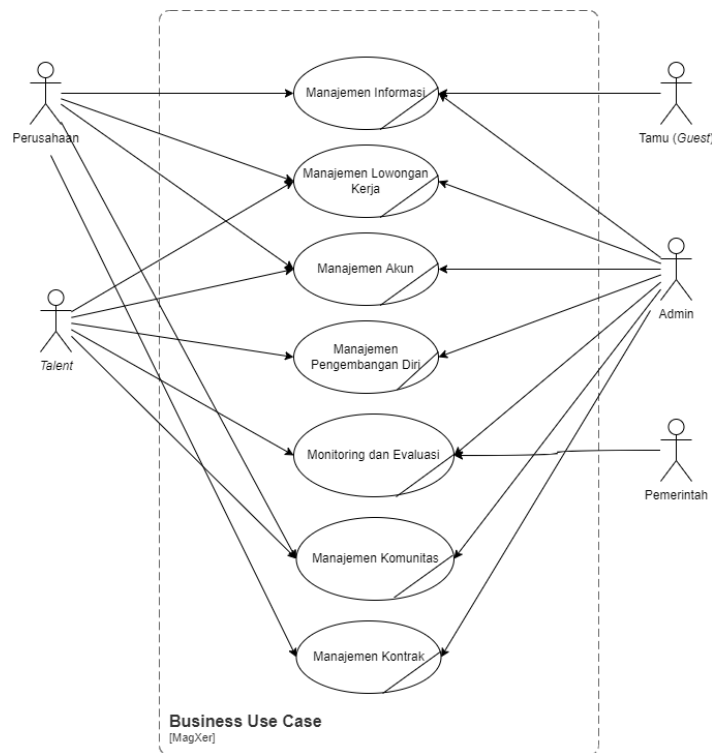 Manajemen Informasi
Perusahaan
Tamu (Guest)
Manajemen Lowongan
Kerja
Manajemen Akun
Admin
Talent
Manajemen
Pengembangan Diri
Monitoring dan Evaluasi
Pemerintah
Manajemen Komunitas
Manajemen Kontrak
Business Use Case
[MagXer]